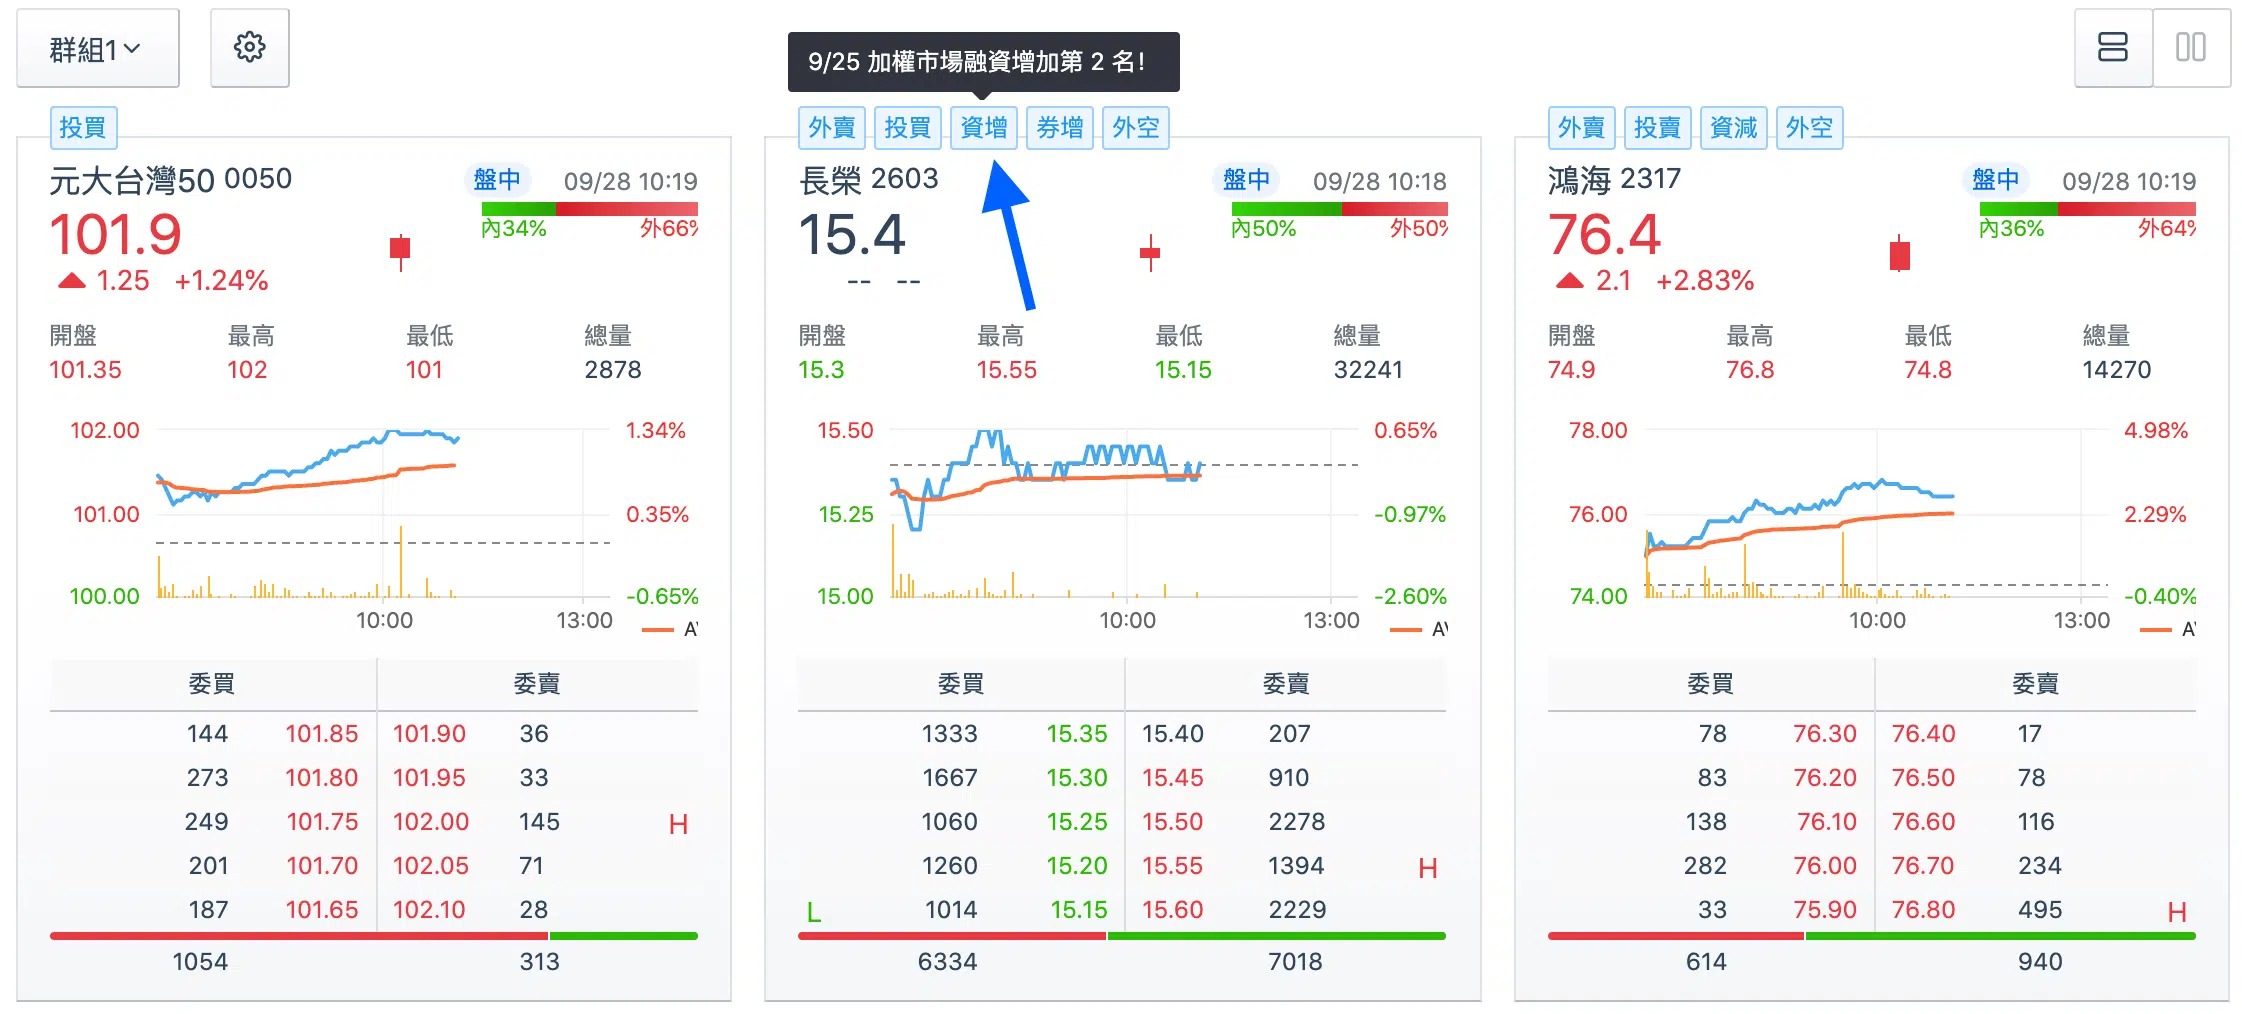 群組1
9/25 加權市場融資增加第 2 名!
投買
元大台灣50 0050
盤中 09/28 10:19
101.9
內34% 外66%
1.25 +1.24%
開盤 最高 最低 總量
101.35 102 101 2878
102.00 1.34%
101.00 0.35%
100.00 -0.65%
10:00 13:00
委買 委賣
144 101.85 101.90 36
273 101.80 101.95 33
249 101.75 102.00 145 H
201 101.70 102.05 71
187 101.65 102.10 28
1054 313
外賣 投買 資增 券增 外空
長榮 2603
盤中 09/28 10:18
15.4
內50% 外50%
-- --
開盤 最高 最低 總量
15.3 15.55 15.15 32241
15.50 0.65%
15.25 -0.97%
15.00 -2.60%
10:00 13:00
委買 委賣
1333 15.35 15.40 207
1667 15.30 15.45 910
1060 15.25 15.50 2278
1260 15.20 15.55 1394 H
L 1014 15.15 15.60 2229
6334 7018
外賣 投賣 資減 外空
鴻海 2317
盤中 09/28 10:19
76.4
內36% 外64%
2.1 +2.83%
開盤 最高 最低 總量
74.9 76.8 74.8 14270
78.00 4.98%
76.00 2.29%
74.00 -0.40%
10:00 13:00
委買 委賣
78 76.30 76.40 17
83 76.20 76.50 78
138 76.10 76.60 116
282 76.00 76.70 234
33 75.90 76.80 495 H
614 940